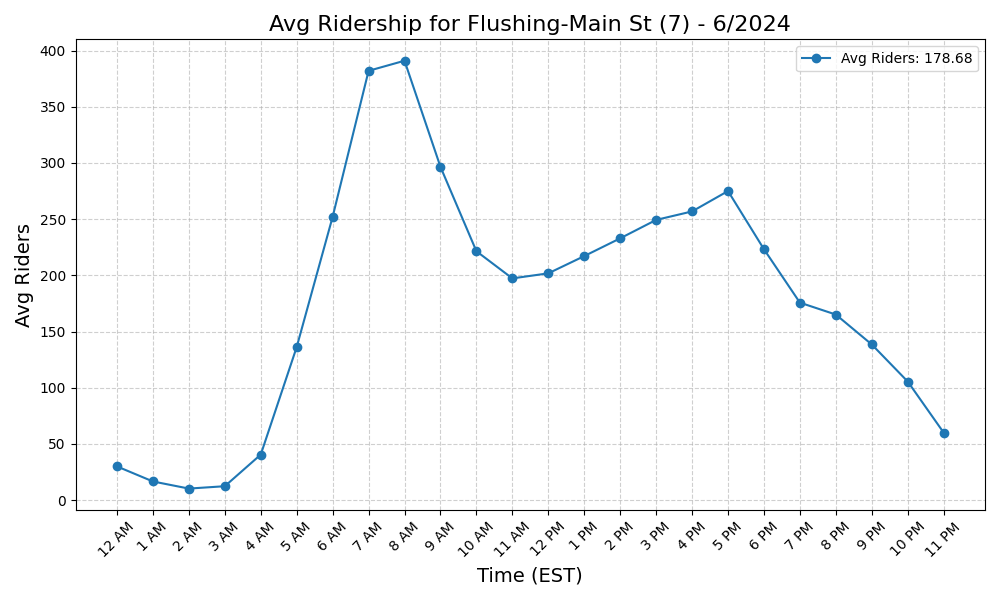 Avg Ridership for Flushing-Main St (7) - 6/2024
Avg Riders: 178.68
Avg Riders
400
350
300
250
200
150
100
50
0
12 AM
1 AM
2 AM
3 AM
4 AM
5 AM
6 AM
7 AM
8 AM
9 AM
10 AM
11 AM
12 PM
1 PM
2 PM
3 PM
4 PM
5 PM
6 PM
7 PM
8 PM
9 PM
10 PM
11 PM
Time (EST)